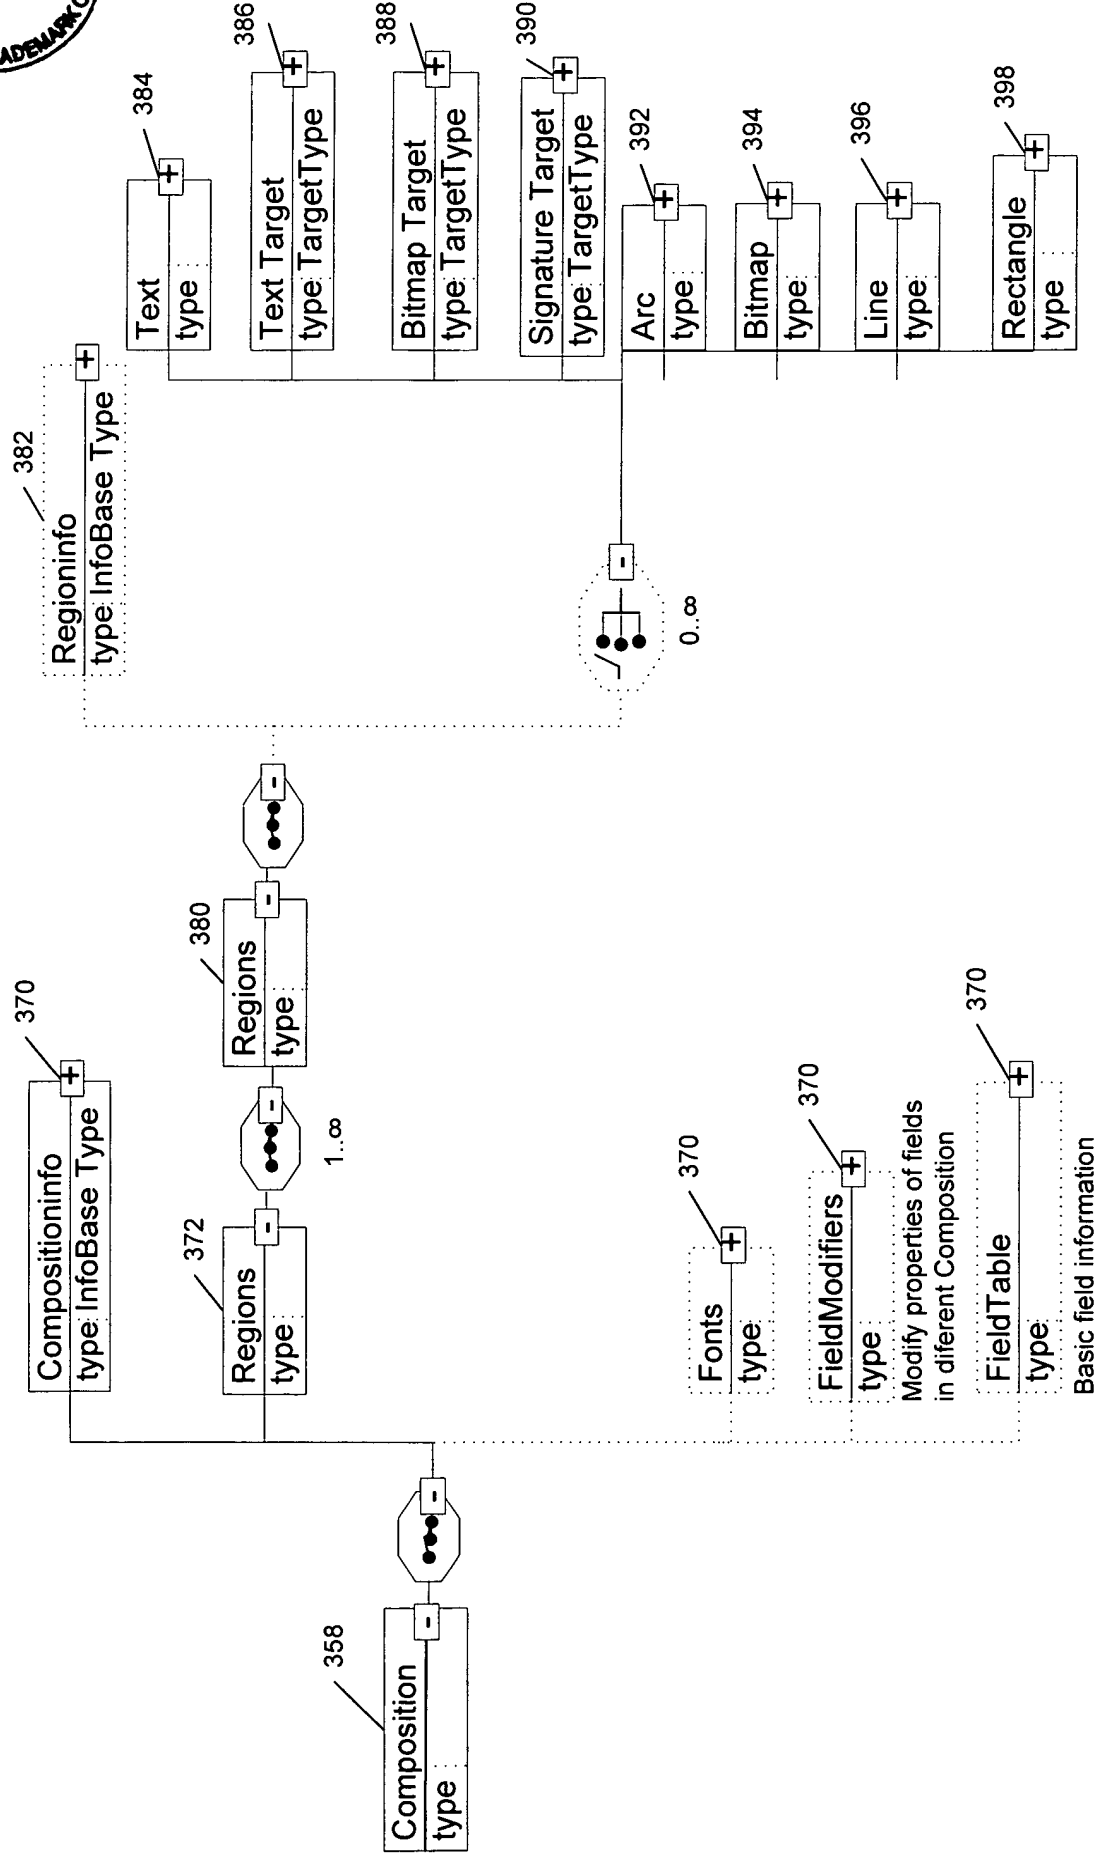 ADEMARK
358
Composition
type
370
Compositioninfo
type InfoBase Type
372
Regions
type
1..∞
380
Regions
type
370
Fonts
type
370
FieldModifiers
type
Modify properties of fields
in diferent Composition
370
FieldTable
type
Basic field information
382
Regioninfo
type InfoBase Type
0..∞
384
Text
type
386
Text Target
type TargetType
388
Bitmap Target
type TargetType
390
Signature Target
type TargetType
392
Arc
type
394
Bitmap
type
396
Line
type
398
Rectangle
type